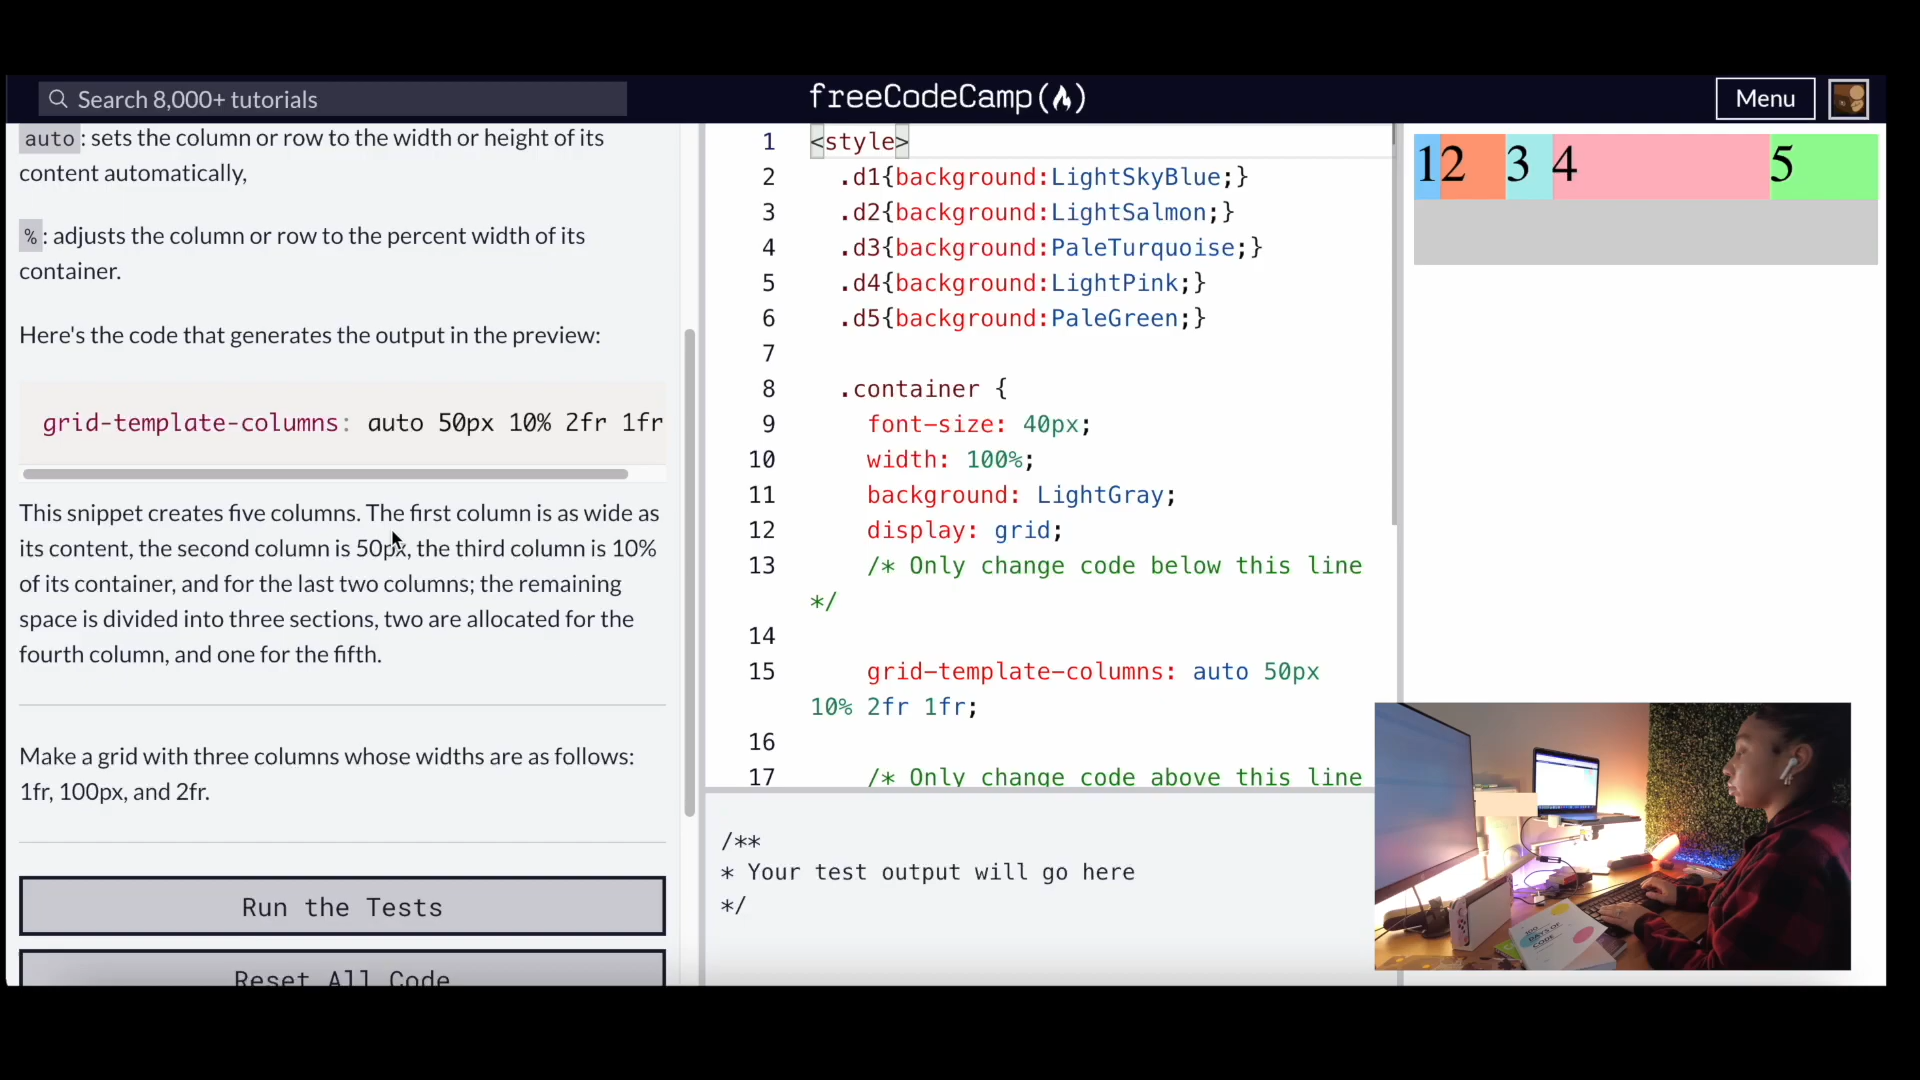 Search 8,000+ tutorials
freeCodeCamp
Menu
auto: sets the column or row to the width or height of its
content automatically,
%: adjusts the column or row to the percent width of its
container.
Here's the code that generates the output in the preview:
grid-template-columns: auto 50px 10% 2fr 1fr
This snippet creates five columns. The first column is as wide as
its content, the second column is 50px, the third column is 10%
of its container, and for the last two columns; the remaining
space is divided into three sections, two are allocated for the
fourth column, and one for the fifth.
Make a grid with three columns whose widths are as follows:
1fr, 100px, and 2fr.
Run the Tests
Reset All Code
1 <style>
2 .d1{background:LightSkyBlue;}
3 .d2{background:LightSalmon;}
4 .d3{background:PaleTurquoise;}
5 .d4{background:LightPink;}
6 .d5{background:PaleGreen;}
7
8 .container {
9 font-size: 40px;
10 width: 100%;
11 background: LightGray;
12 display: grid;
13 /* Only change code below this line
*/
14
15 grid-template-columns: auto 50px
10% 2fr 1fr;
16
17 /* Only change code above this line
/**
* Your test output will go here
*/
1 2 3 4 5
DAYS OF
CODE